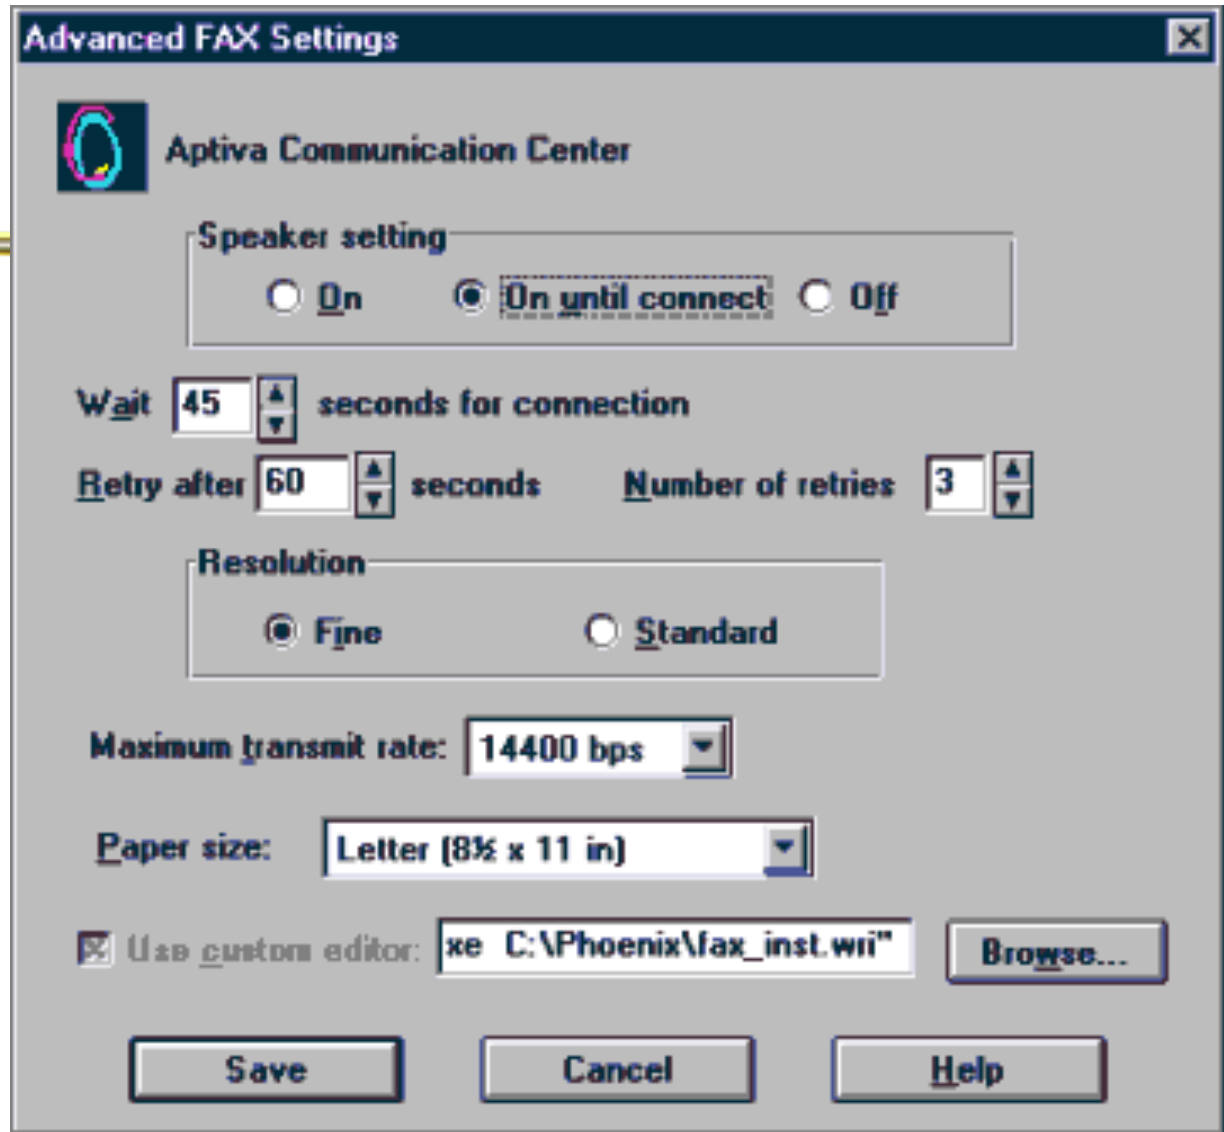 Advanced FAX Settings
Aptiva Communication Center
Speaker setting
On On until connect Off
Wait 45 seconds for connection
Retry after 60 seconds Number of retries 3
Resolution
Fine Standard
Maximum transmit rate: 14400 bps
Paper size: Letter (8½ x 11 in)
Use custom editor: xe C:\Phoenix\fax_inst.wri" Browse...
Save Cancel Help